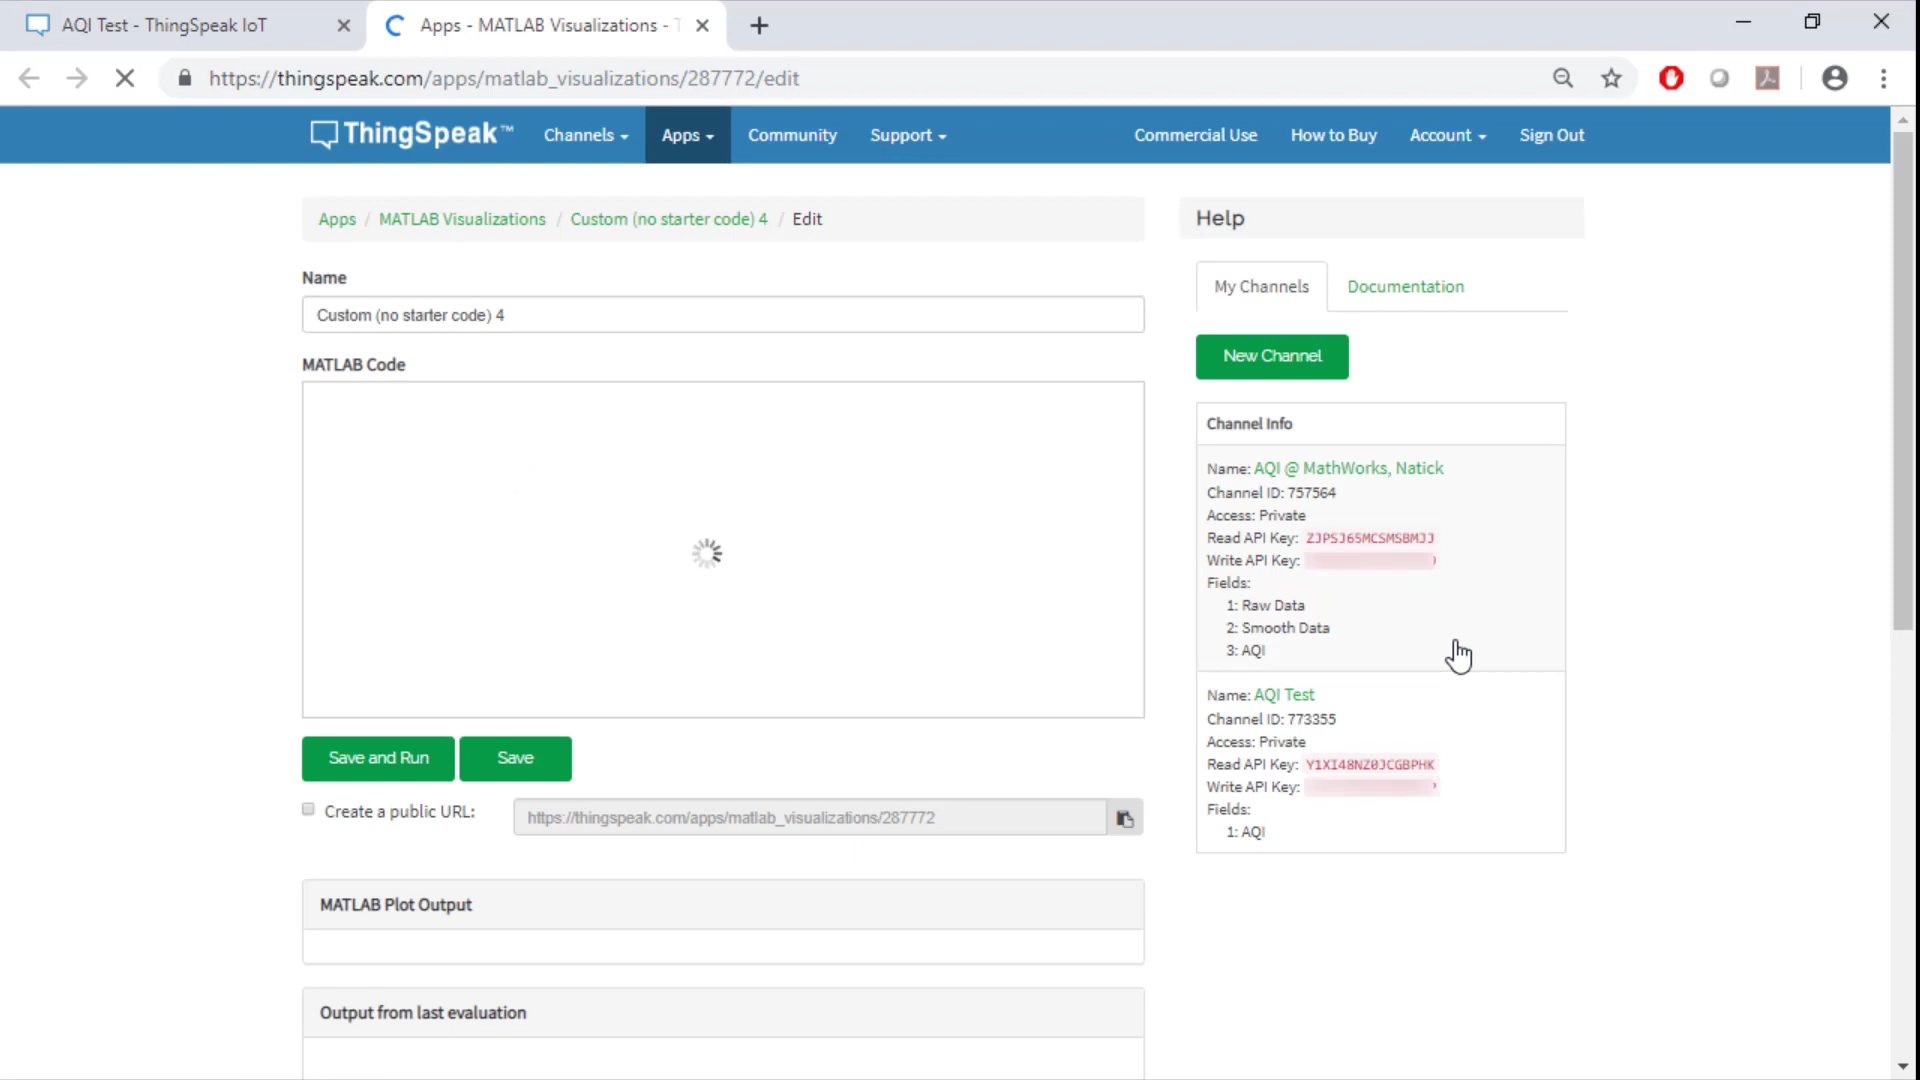 AQI Test - ThingSpeak IoT
Apps - MATLAB Visualizations -
https://thingspeak.com/apps/matlab_visualizations/287772/edit
ThingSpeak™
Channels
Apps
Community
Support
Commercial Use
How to Buy
Account
Sign Out
Apps / MATLAB Visualizations / Custom (no starter code) 4 / Edit
Name
Custom (no starter code) 4
MATLAB Code
Save and Run
Save
Create a public URL:
https://thingspeak.com/apps/matlab_visualizations/287772
MATLAB Plot Output
Output from last evaluation
Help
My Channels
Documentation
New Channel
Channel Info
Name: AQI @ MathWorks, Natick
Channel ID: 757564
Access: Private
Read API Key: ZJPSJ65MCSMSBMJJ
Write API Key:
Fields:
1: Raw Data
2: Smooth Data
3: AQI
Name: AQI Test
Channel ID: 773355
Access: Private
Read API Key: Y1XI48NZ0JCGBPHK
Write API Key:
Fields:
1: AQI